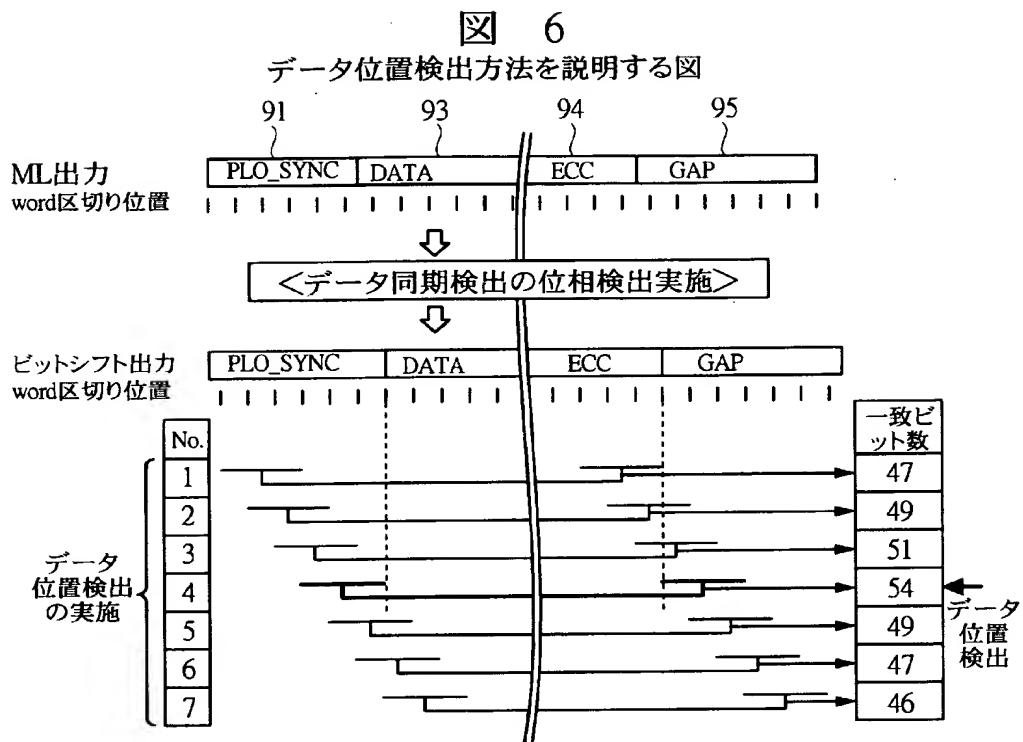 図 6
データ位置検出方法を説明する図
91 93 94 95
ML出力 PLO_SYNC DATA ECC GAP
word区切り位置
<データ同期検出の位相検出実施>
ビットシフト出力 PLO_SYNC DATA ECC GAP
word区切り位置
No. 一致ビ
ット数
1 47
2 49
3 51
4 54
5 49
6 47
7 46
データ
位置検出
の実施
データ
位置
検出